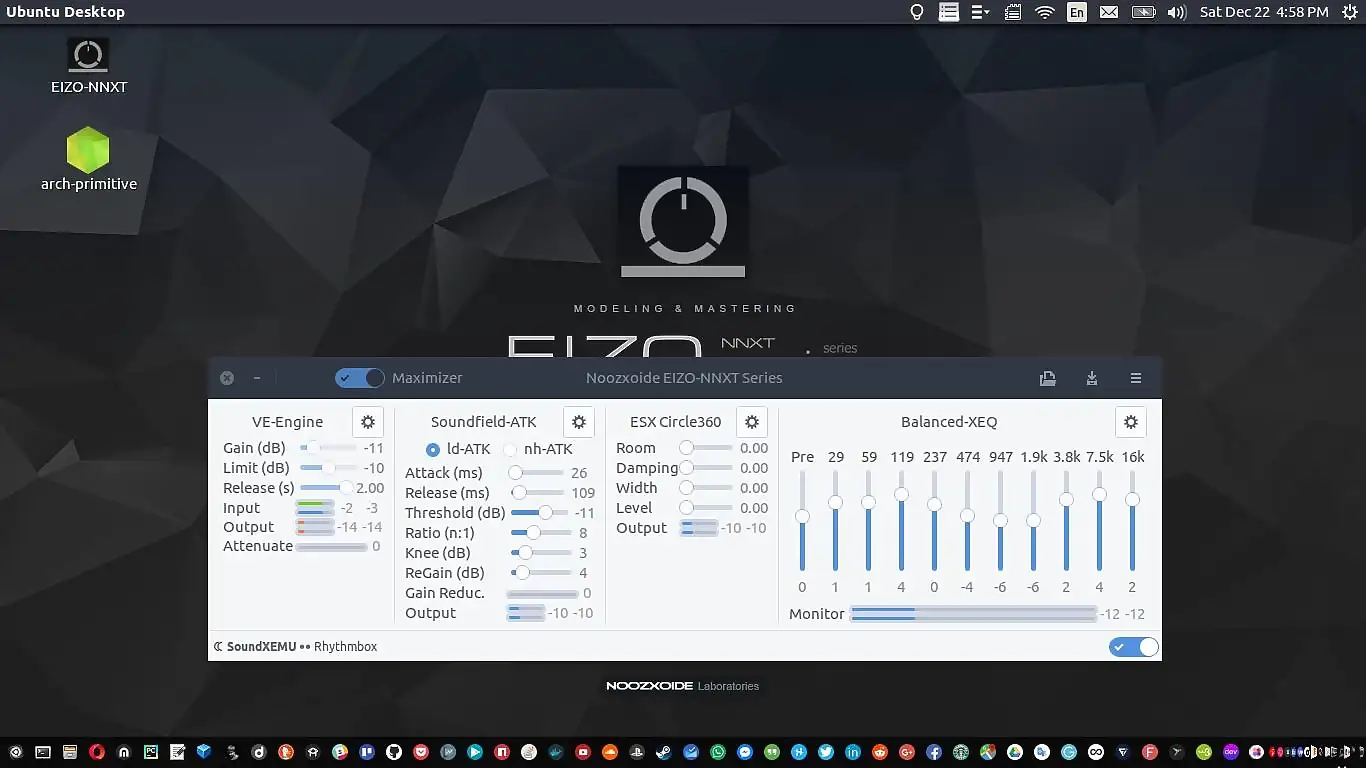 Ubuntu Desktop
En
Sat Dec 22 4:58 PM
EIZO-NNXT
arch-primitive
MODELING & MASTERING
EIZO NNXT . series
Maximizer
Noozxoide EIZO-NNXT Series
VE-Engine
Gain (dB) -11
Limit (dB) -10
Release (s) 2.00
Input -2 -3
Output -14 -14
Attenuate 0
Soundfield-ATK
ld-ATK nh-ATK
Attack (ms) 26
Release (ms) 109
Threshold (dB) -11
Ratio (n:1) 8
Knee (dB) 3
ReGain (dB) 4
Gain Reduc. 0
Output -10 -10
ESX Circle360
Room 0.00
Damping 0.00
Width 0.00
Level 0.00
Output -10 -10
Balanced-XEQ
Pre 29 59 119 237 474 947 1.9k 3.8k 7.5k 16k
0 1 1 4 0 -4 -6 -6 2 4 2
Monitor -12 -12
SoundXEMU •• Rhythmbox
NOOZXOIDE Laboratories